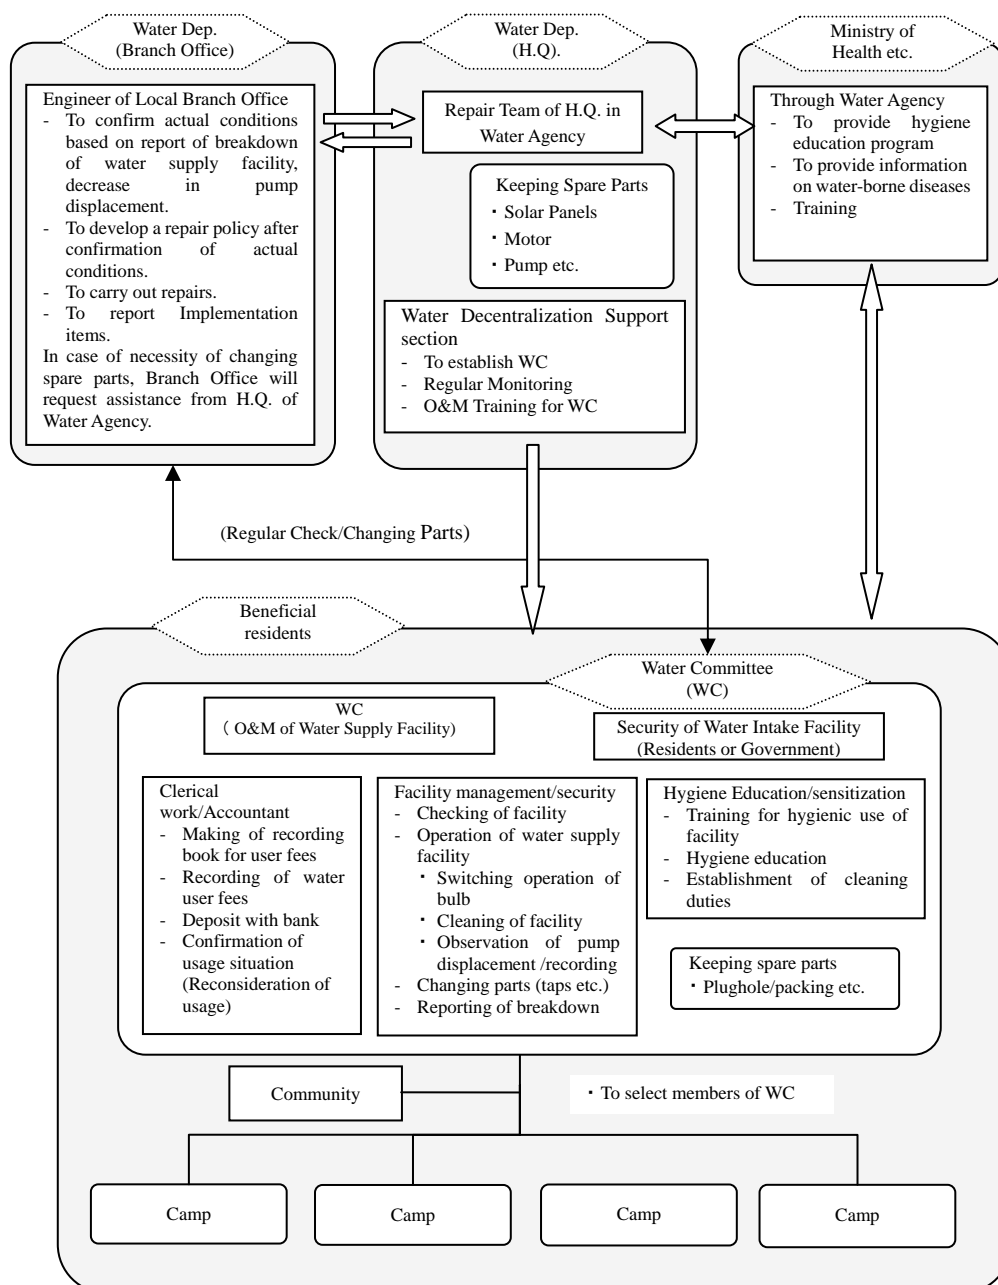 Water Dep.
(Branch Office)
Engineer of Local Branch Office
- To confirm actual conditions
based on report of breakdown
of water supply facility,
decrease in pump
displacement.
- To develop a repair policy after
confirmation of actual
conditions.
- To carry out repairs.
- To report Implementation
items.
In case of necessity of changing
spare parts, Branch Office will
request assistance from H.Q. of
Water Agency.
Water Dep.
(H.Q).
Repair Team of H.Q. in
Water Agency
Keeping Spare Parts
・ Solar Panels
・ Motor
・ Pump etc.
Water Decentralization Support
section
- To establish WC
- Regular Monitoring
- O&M Training for WC
Ministry of
Health etc.
Through Water Agency
- To provide hygiene
education program
- To provide information
on water-borne diseases
- Training
(Regular Check/Changing Parts)
Beneficial
residents
Water Committee
(WC)
WC
( O&M of Water Supply Facility)
Security of Water Intake Facility
(Residents or Government)
Clerical
work/Accountant
- Making of recording
book for user fees
- Recording of water
user fees
- Deposit with bank
- Confirmation of
usage situation
(Reconsideration of
usage)
Facility management/security
- Checking of facility
- Operation of water supply
facility
・ Switching operation of
bulb
・ Cleaning of facility
・ Observation of pump
displacement /recording
- Changing parts (taps etc.)
- Reporting of breakdown
Hygiene Education/sensitization
- Training for hygienic use of
facility
- Hygiene education
- Establishment of cleaning
duties
Keeping spare parts
・ Plughole/packing etc.
Community
・ To select members of WC
Camp
Camp
Camp
Camp